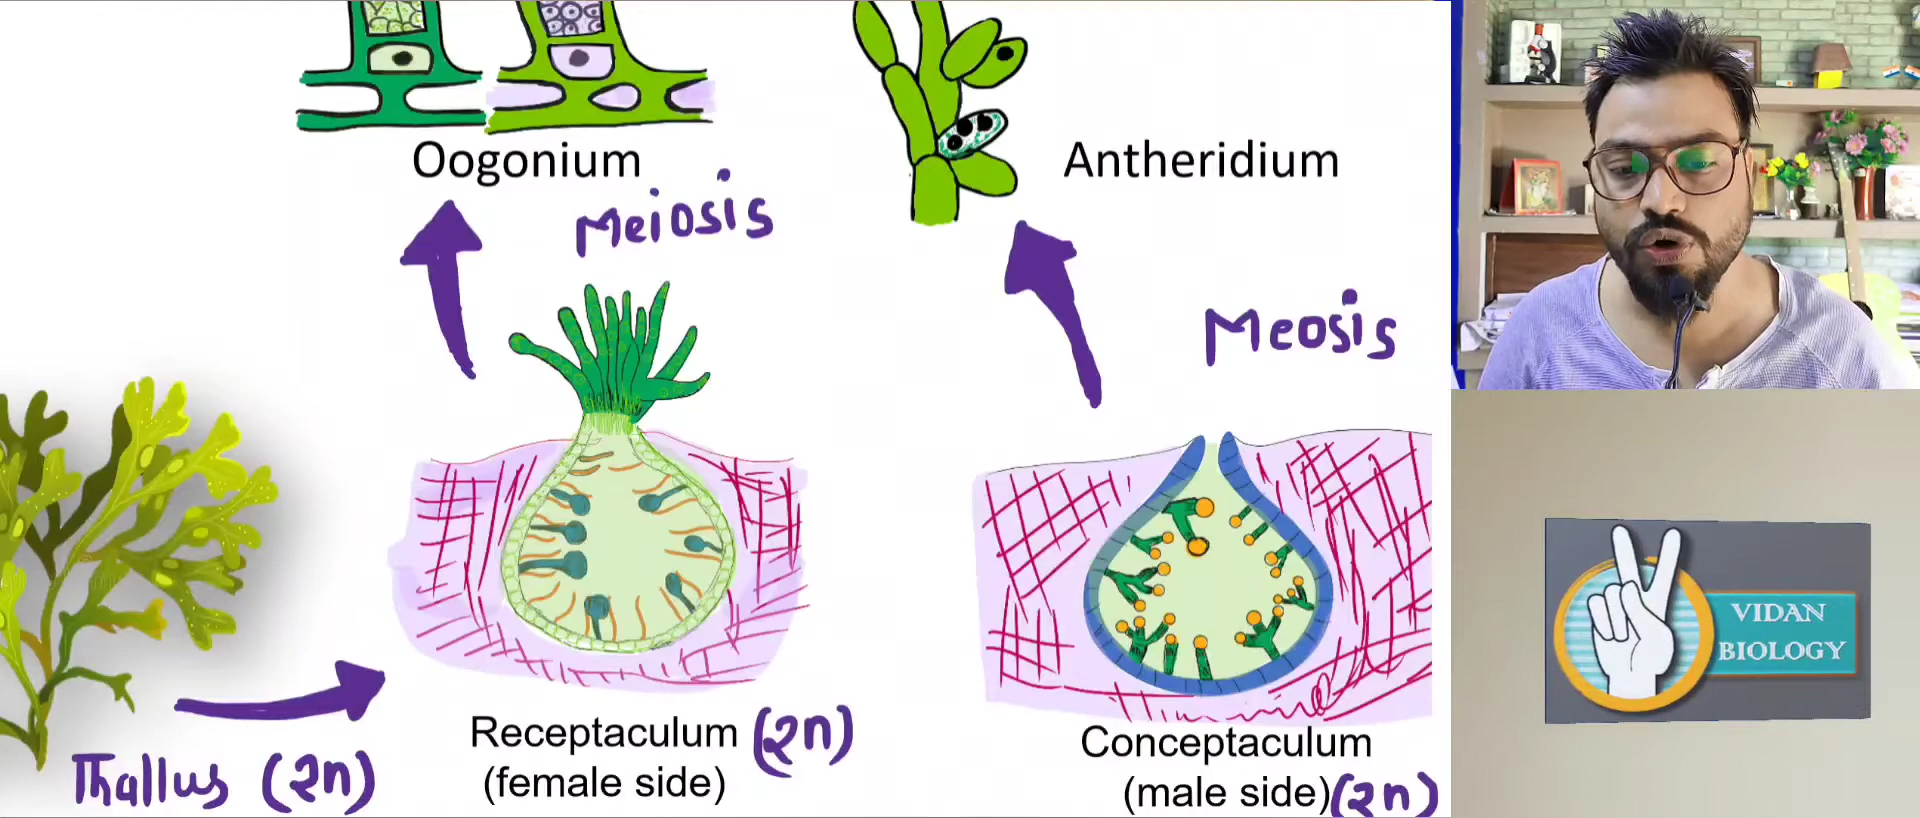 Oogonium
Antheridium
Meiosis
Meosis
Receptaculum (2n)
(female side)
Conceptaculum
(male side) (2n)
Thallus (2n)
VIDAN
BIOLOGY